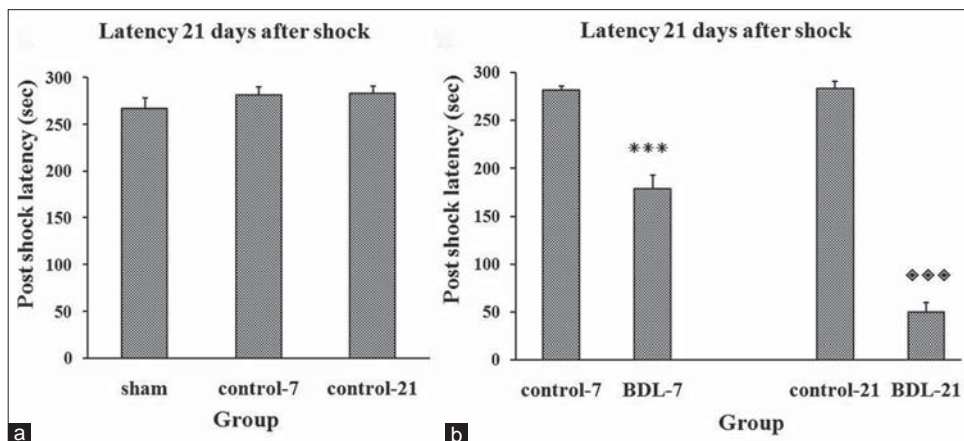 Latency 21 days after shock
Post shock latency (sec)
300
250
200
150
100
50
0
sham control-7 control-21
Group
a
Latency 21 days after shock
Post shock latency (sec)
300
250
200
150
100
50
0
***
◈◈◈
control-7 BDL-7 control-21 BDL-21
Group
b